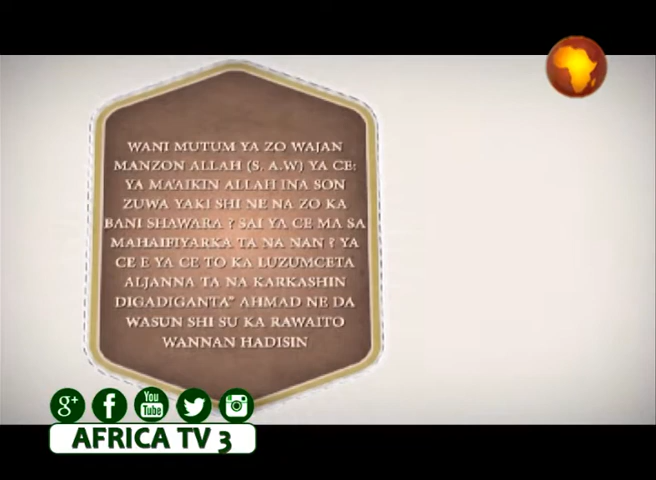 WANI MUTUM YA ZO WAJAN
MANZON ALLAH (S. A.W) YA CE:
YA MA'AIKIN ALLAH INA SON
ZUWA YAKI SHI NE NA ZO KA
BANI SHAWARA ? SAI YA CE MA SA
MAHAIFIYARKA TA NA NAN ? YA
CE E YA CE TO KA LUZUMCETA
ALJANNA TA NA KARKASHIN
DIGADIGANTA" AHMAD NE DA
WASUN SHI SU KA RAWAITO
WANNAN HADISIN
g+ f You Tube
AFRICA TV 3